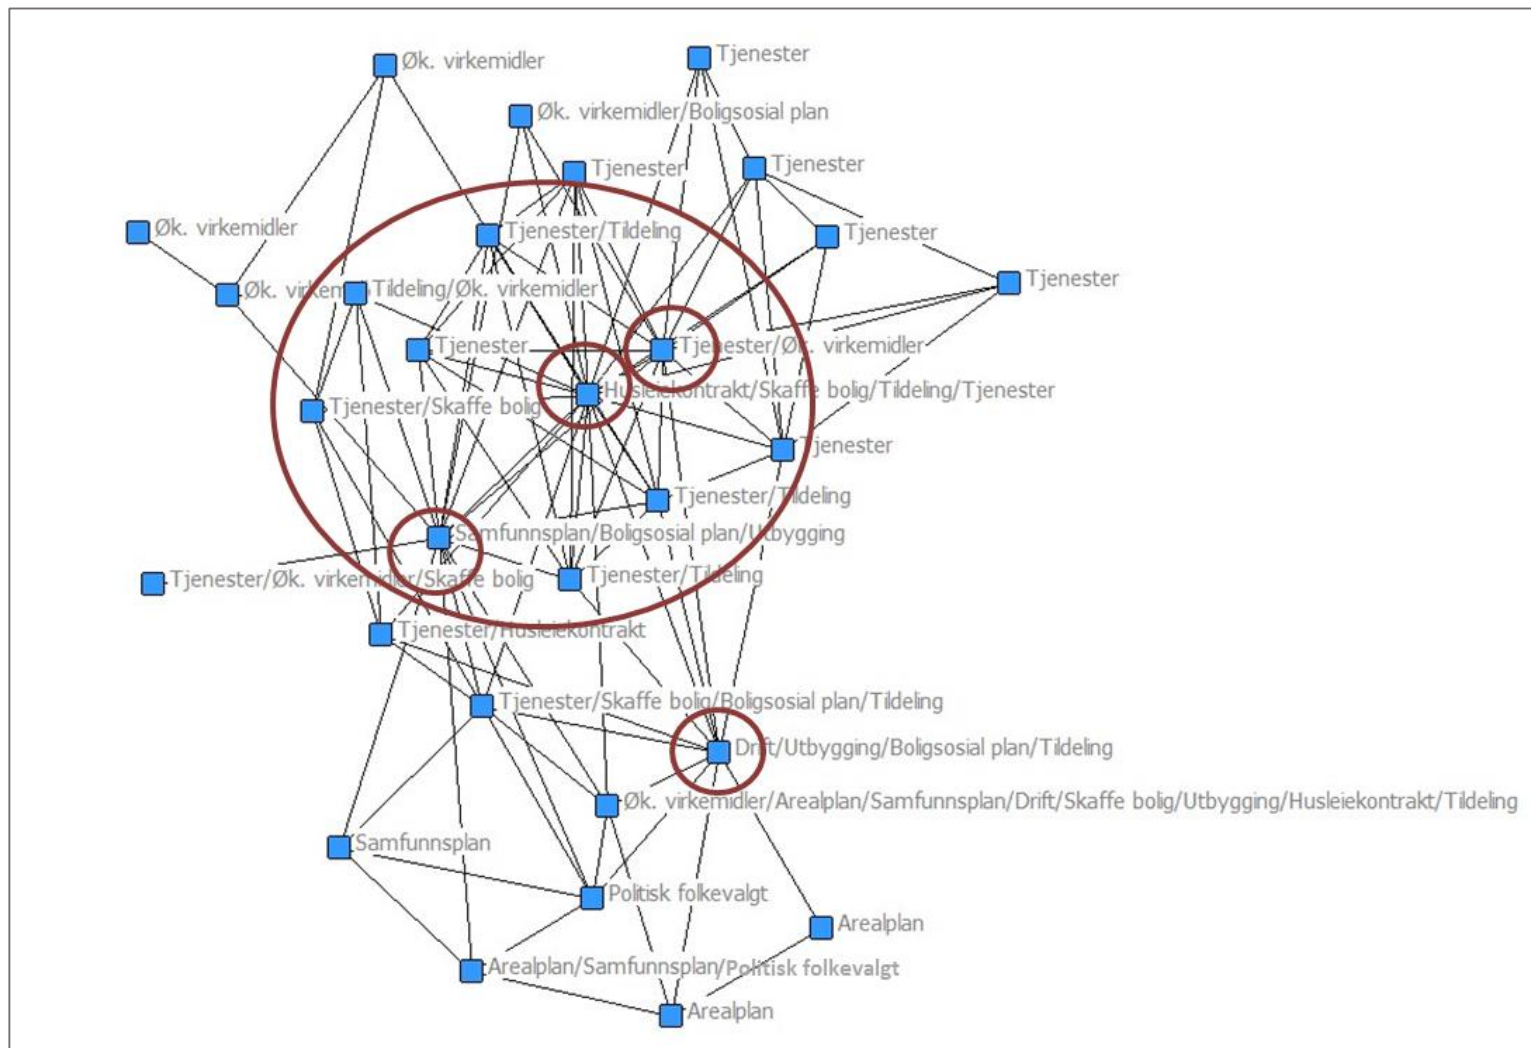 Øk. virkemidler
Tjenester
Øk. virkemidler/Boligsosial plan
Tjenester
Tjenester
Øk. virkemidler
Tjenester/Tildeling
Tjenester
Tjenester
Øk. virkem
Tildeling/Øk. virkemidler
Tjenester
Tjenester/Øk. virkemidler
Husleiekontrakt/Skaffe bolig/Tildeling/Tjenester
Tjenester/Skaffe bolig
Tjenester
Tjenester/Tildeling
Samfunnsplan/Boligsosial plan/Utbygging
Tjenester/Øk. virkemidler/Skaffe bolig
Tjenester/Tildeling
Tjenester/Husleiekontrakt
Tjenester/Skaffe bolig/Boligsosial plan/Tildeling
Drift/Utbygging/Boligsosial plan/Tildeling
Øk. virkemidler/Arealplan/Samfunnsplan/Drift/Skaffe bolig/Utbygging/Husleiekontrakt/Tildeling
Samfunnsplan
Politisk folkevalgt
Arealplan
Arealplan/Samfunnsplan/Politisk folkevalgt
Arealplan